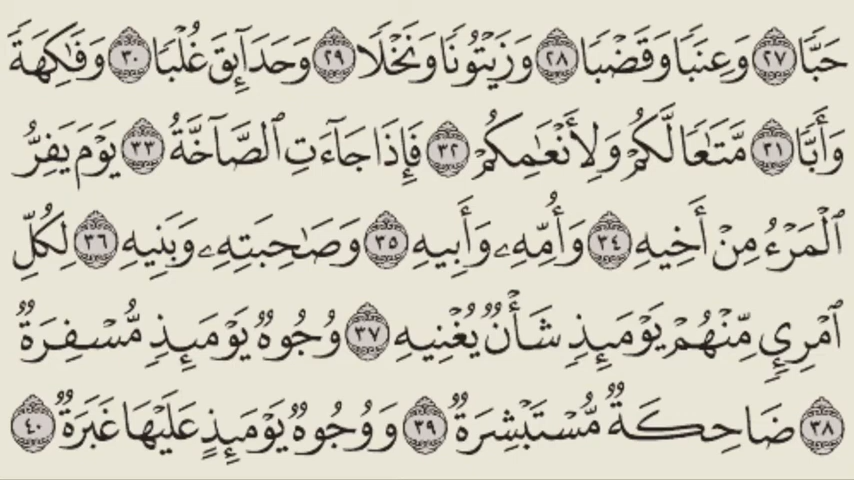 حَبًّا ٢٧ وَعِنَبًا وَقَضْبًا ٢٨ وَزَيْتُونًا وَنَخْلًا ٢٩ وَحَدَآئِقَ غُلْبًا ٣٠ وَفَٰكِهَةً
وَأَبًّا ٣١ مَّتَٰعًا لَّكُمْ وَلِأَنْعَٰمِكُمْ ٣٢ فَإِذَا جَآءَتِ ٱلصَّآخَّةُ ٣٣ يَوْمَ يَفِرُّ
ٱلْمَرْءُ مِنْ أَخِيهِ ٣٤ وَأُمِّهِۦ وَأَبِيهِ ٣٥ وَصَٰحِبَتِهِۦ وَبَنِيهِ ٣٦ لِكُلِّ
ٱمْرِئٍ مِّنْهُمْ يَوْمَئِذٍ شَأْنٌ يُغْنِيهِ ٣٧ وُجُوهٌ يَوْمَئِذٍ مُّسْفِرَةٌ
٣٨ ضَاحِكَةٌ مُّسْتَبْشِرَةٌ ٣٩ وَوُجُوهٌ يَوْمَئِذٍ عَلَيْهَا غَبَرَةٌ ٤٠